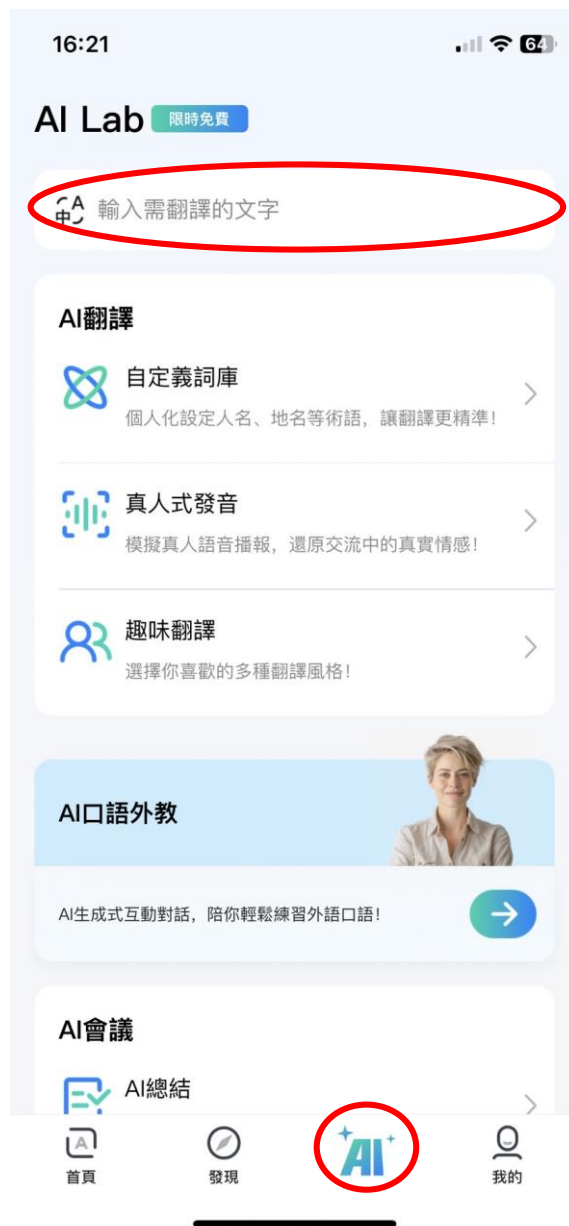 16:21
64
AI Lab 限時免費
中A 輸入需翻譯的文字
AI翻譯
自定義詞庫
個人化設定人名、地名等術語，讓翻譯更精準！
真人式發音
模擬真人語音播報，還原交流中的真實情感！
趣味翻譯
選擇你喜歡的多種翻譯風格！
AI口語外教
AI生成式互動對話，陪你輕鬆練習外語口語！
AI會議
AI總結
A AI
首頁 發現 我的